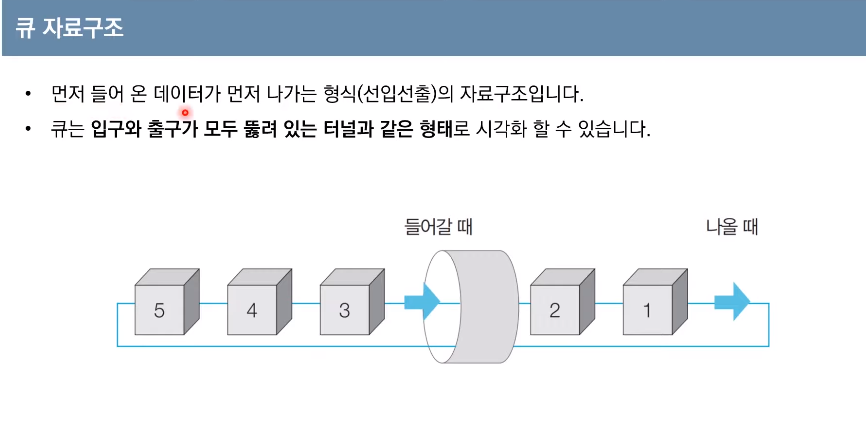 큐 자료구조
• 먼저 들어 온 데이터가 먼저 나가는 형식(선입선출)의 자료구조입니다.
• 큐는 입구와 출구가 모두 뚫려 있는 터널과 같은 형태로 시각화 할 수 있습니다.
들어갈 때 나올 때
5 4 3 2 1